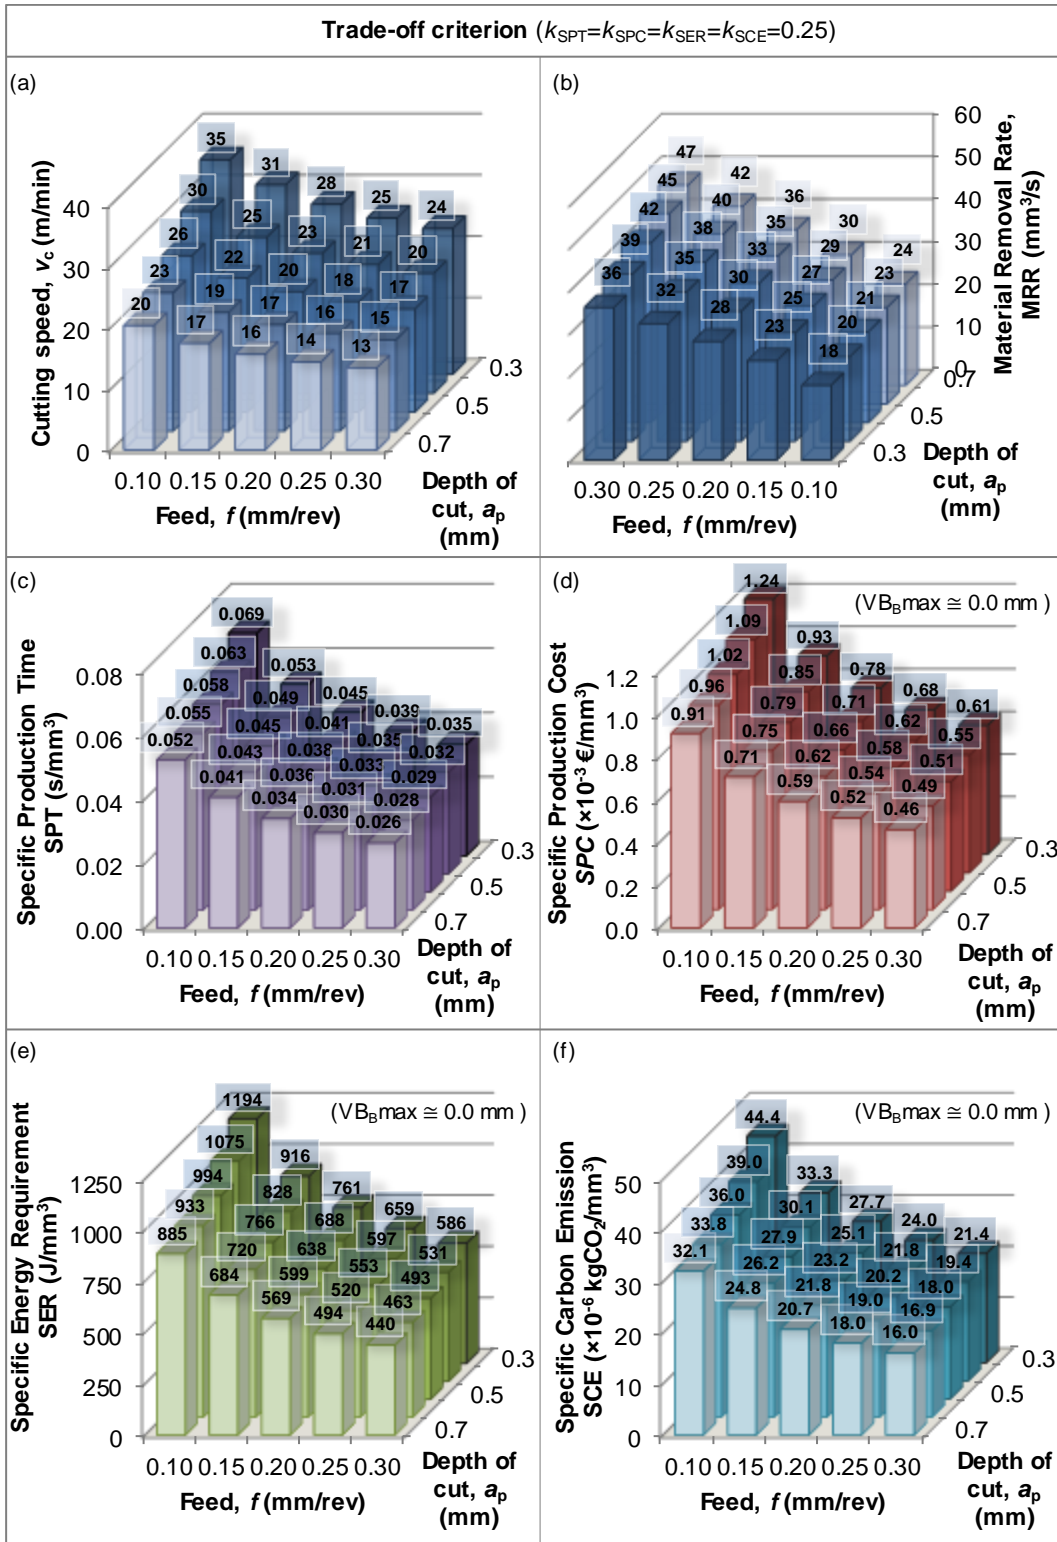 Trade-off criterion (kSPT=kSPC=kSER=kSCE=0.25)
(a)
Cutting speed, vc (m/min)
40
30
20
10
0
35 31 28 25 24
30 25 23 21 20
26 22 20 18 17
23 19 17 16 15
20 17 16 14 13
0.3
0.5
0.7
0.10 0.15 0.20 0.25 0.30
Feed, f (mm/rev)
Depth of
cut, ap
(mm)
(b)
Material Removal Rate,
MRR (mm³/s)
60
50
40
30
20
10
0
47 42 36 30 24
45 40 35 29 23
42 38 33 27 21
39 35 30 25 20
36 32 28 23 18
0.7
0.5
0.3
0.30 0.25 0.20 0.15 0.10
Feed, f (mm/rev)
Depth of
cut, ap
(mm)
(c)
Specific Production Time
SPT (s/mm³)
0.08
0.06
0.04
0.02
0.00
0.069 0.053 0.045 0.039 0.035
0.063 0.049 0.041 0.035 0.032
0.058 0.045 0.038 0.033 0.029
0.055 0.043 0.036 0.031 0.028
0.052 0.041 0.034 0.030 0.026
0.3
0.5
0.7
0.10 0.15 0.20 0.25 0.30
Feed, f (mm/rev)
Depth of
cut, ap
(mm)
(d)
(VBBmax ≅ 0.0 mm )
Specific Production Cost
SPC (×10⁻³ €/mm³)
1.2
1.0
0.8
0.6
0.4
0.2
0.0
1.24 0.93 0.78 0.68 0.61
1.09 0.85 0.71 0.62 0.55
1.02 0.79 0.66 0.58 0.51
0.96 0.75 0.62 0.54 0.49
0.91 0.71 0.59 0.52 0.46
0.3
0.5
0.7
0.10 0.15 0.20 0.25 0.30
Feed, f (mm/rev)
Depth of
cut, ap
(mm)
(e)
(VBBmax ≅ 0.0 mm )
Specific Energy Requirement
SER (J/mm³)
1250
1000
750
500
250
0
1194 916 761 659 586
1075 828 688 597 531
994 766 638 553 493
933 720 599 520 463
885 684 569 494 440
0.3
0.5
0.7
0.10 0.15 0.20 0.25 0.30
Feed, f (mm/rev)
Depth of
cut, ap
(mm)
(f)
(VBBmax ≅ 0.0 mm )
Specific Carbon Emission
SCE (×10⁻⁶ kgCO₂/mm³)
50
40
30
20
10
0
44.4 33.3 27.7 24.0 21.4
39.0 30.1 25.1 21.8 19.4
36.0 27.9 23.2 20.2 18.0
33.8 26.2 21.8 19.0 16.9
32.1 24.8 20.7 18.0 16.0
0.3
0.5
0.7
0.10 0.15 0.20 0.25 0.30
Feed, f (mm/rev)
Depth of
cut, ap
(mm)